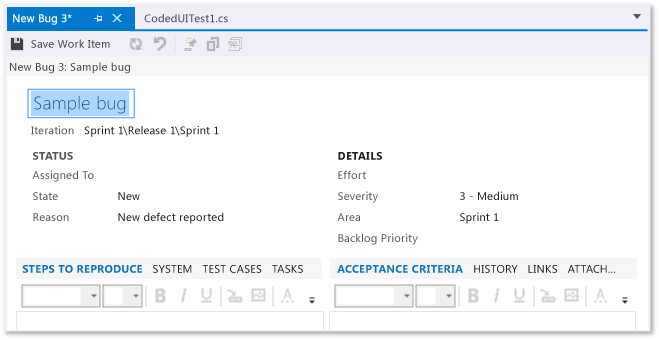 New Bug 3* CodedUITest1.cs
Save Work Item
New Bug 3: Sample bug
Sample bug
Iteration Sprint 1\Release 1\Sprint 1
STATUS DETAILS
Assigned To Effort
State New Severity 3 - Medium
Reason New defect reported Area Sprint 1
Backlog Priority
STEPS TO REPRODUCE SYSTEM TEST CASES TASKS ACCEPTANCE CRITERIA HISTORY LINKS ATTACH...
B I U A B I U A